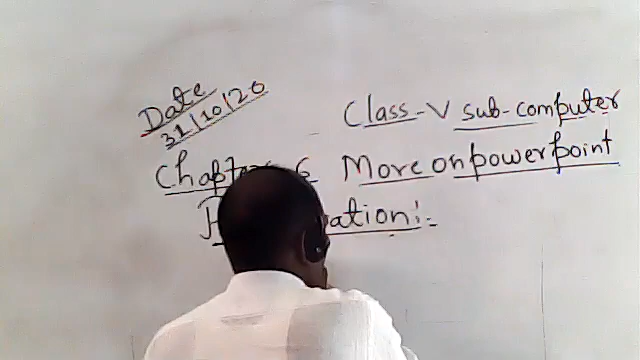 Date
31/10/20
Class-V sub-computer
Chapter 6 More on powerpoint
ation:-